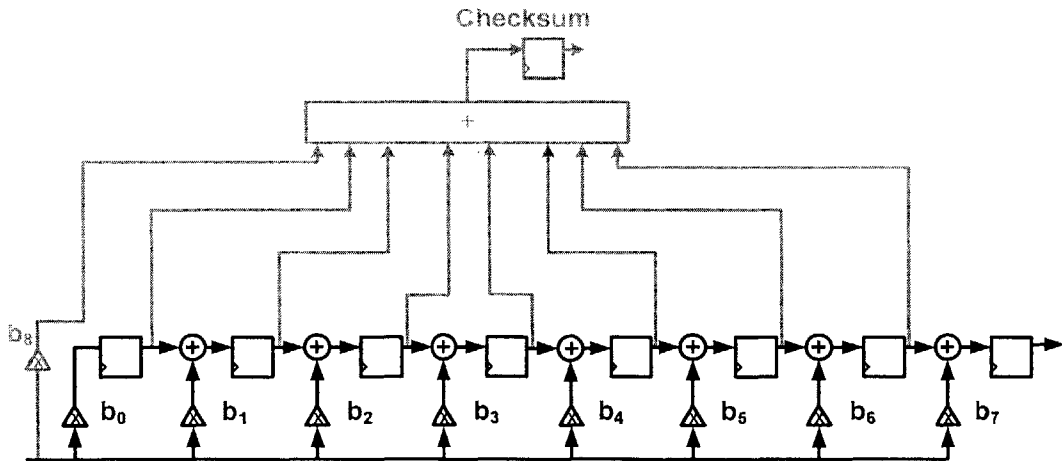 Checksum
+
b₈
+ + + + + + +
b₀ b₁ b₂ b₃ b₄ b₅ b₆ b₇